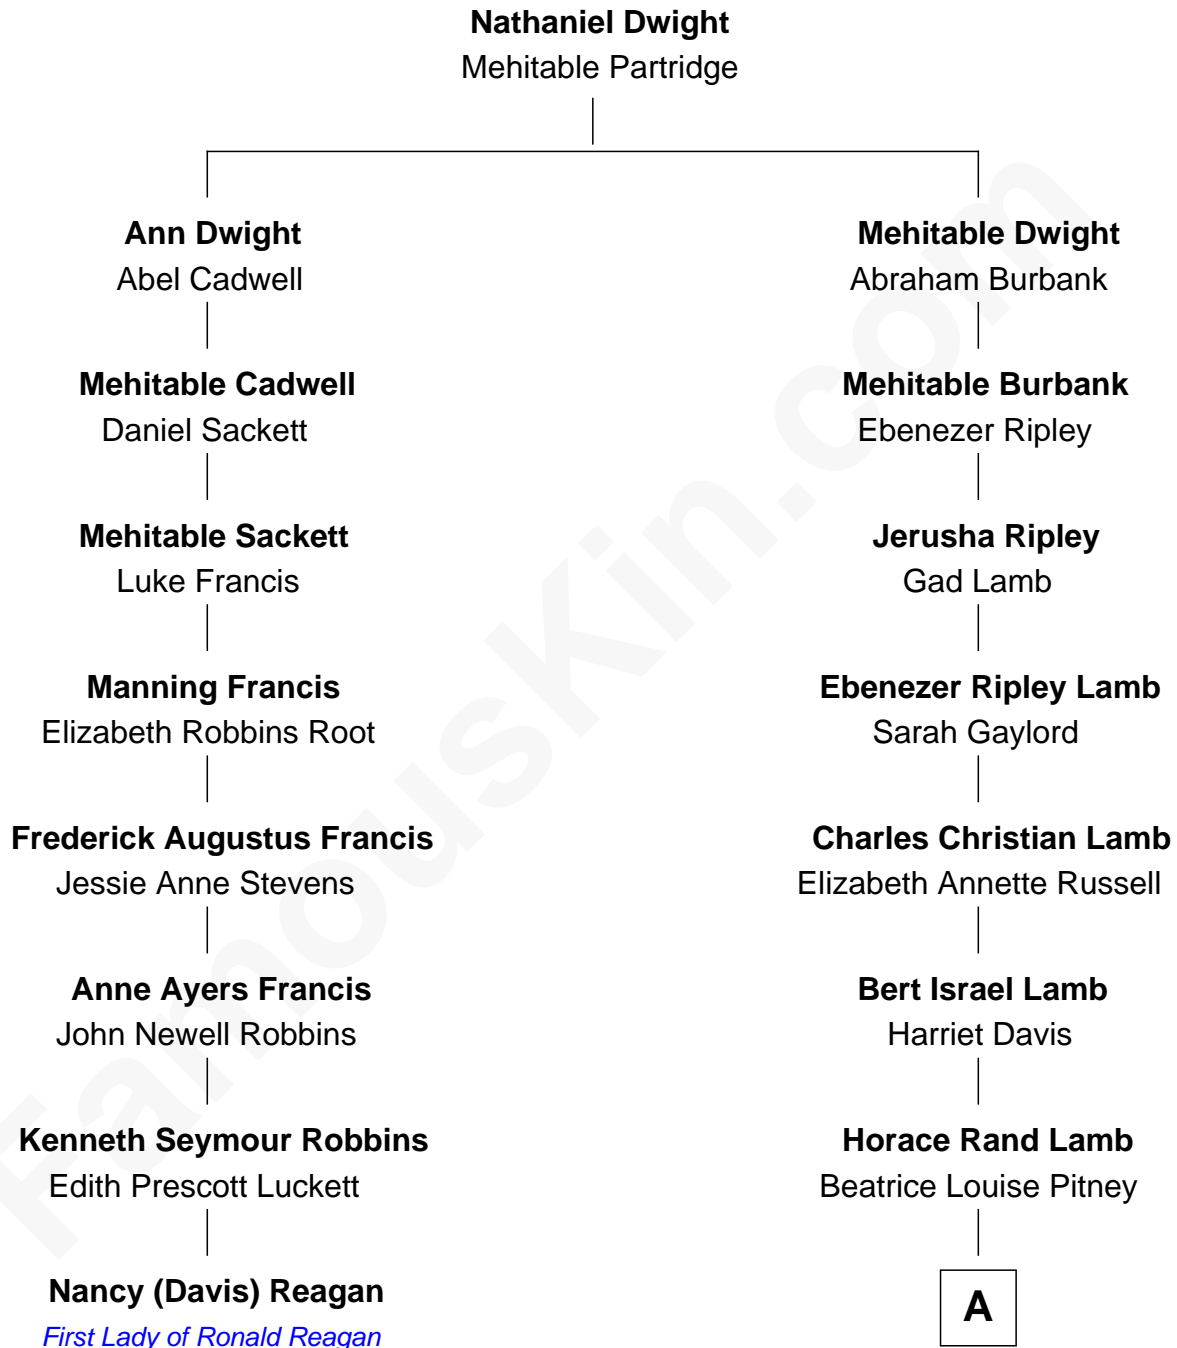 Nathaniel Dwight
Mehitable Partridge
Ann Dwight
Abel Cadwell
Mehitable Dwight
Abraham Burbank
Mehitable Cadwell
Daniel Sackett
Mehitable Burbank
Ebenezer Ripley
Mehitable Sackett
Luke Francis
Jerusha Ripley
Gad Lamb
Manning Francis
Elizabeth Robbins Root
Ebenezer Ripley Lamb
Sarah Gaylord
Frederick Augustus Francis
Jessie Anne Stevens
Charles Christian Lamb
Elizabeth Annette Russell
Anne Ayers Francis
John Newell Robbins
Bert Israel Lamb
Harriet Davis
Kenneth Seymour Robbins
Edith Prescott Luckett
Horace Rand Lamb
Beatrice Louise Pitney
Nancy (Davis) Reagan
First Lady of Ronald Reagan
A
FamousKin.com